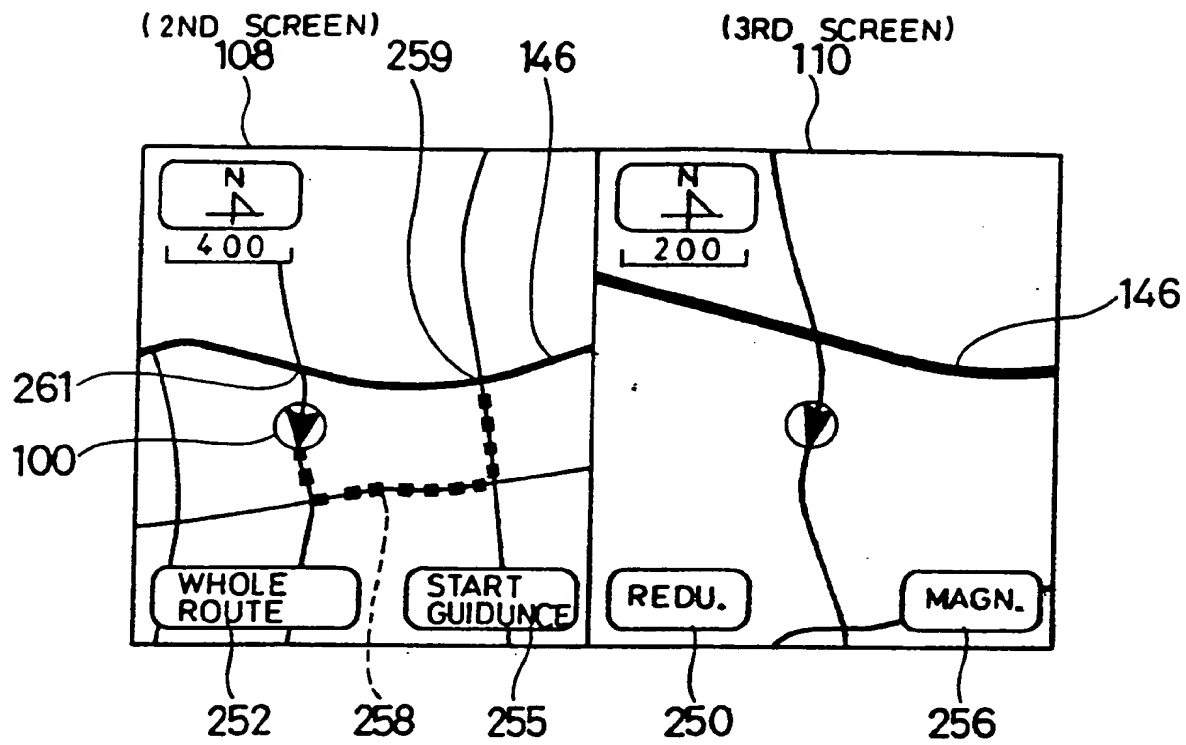 (2ND SCREEN)
108
259
146
(3RD SCREEN)
110
N
400
N
200
146
261
100
WHOLE
ROUTE
START
GUIDUNCE
REDU.
MAGN.
252
258
255
250
256